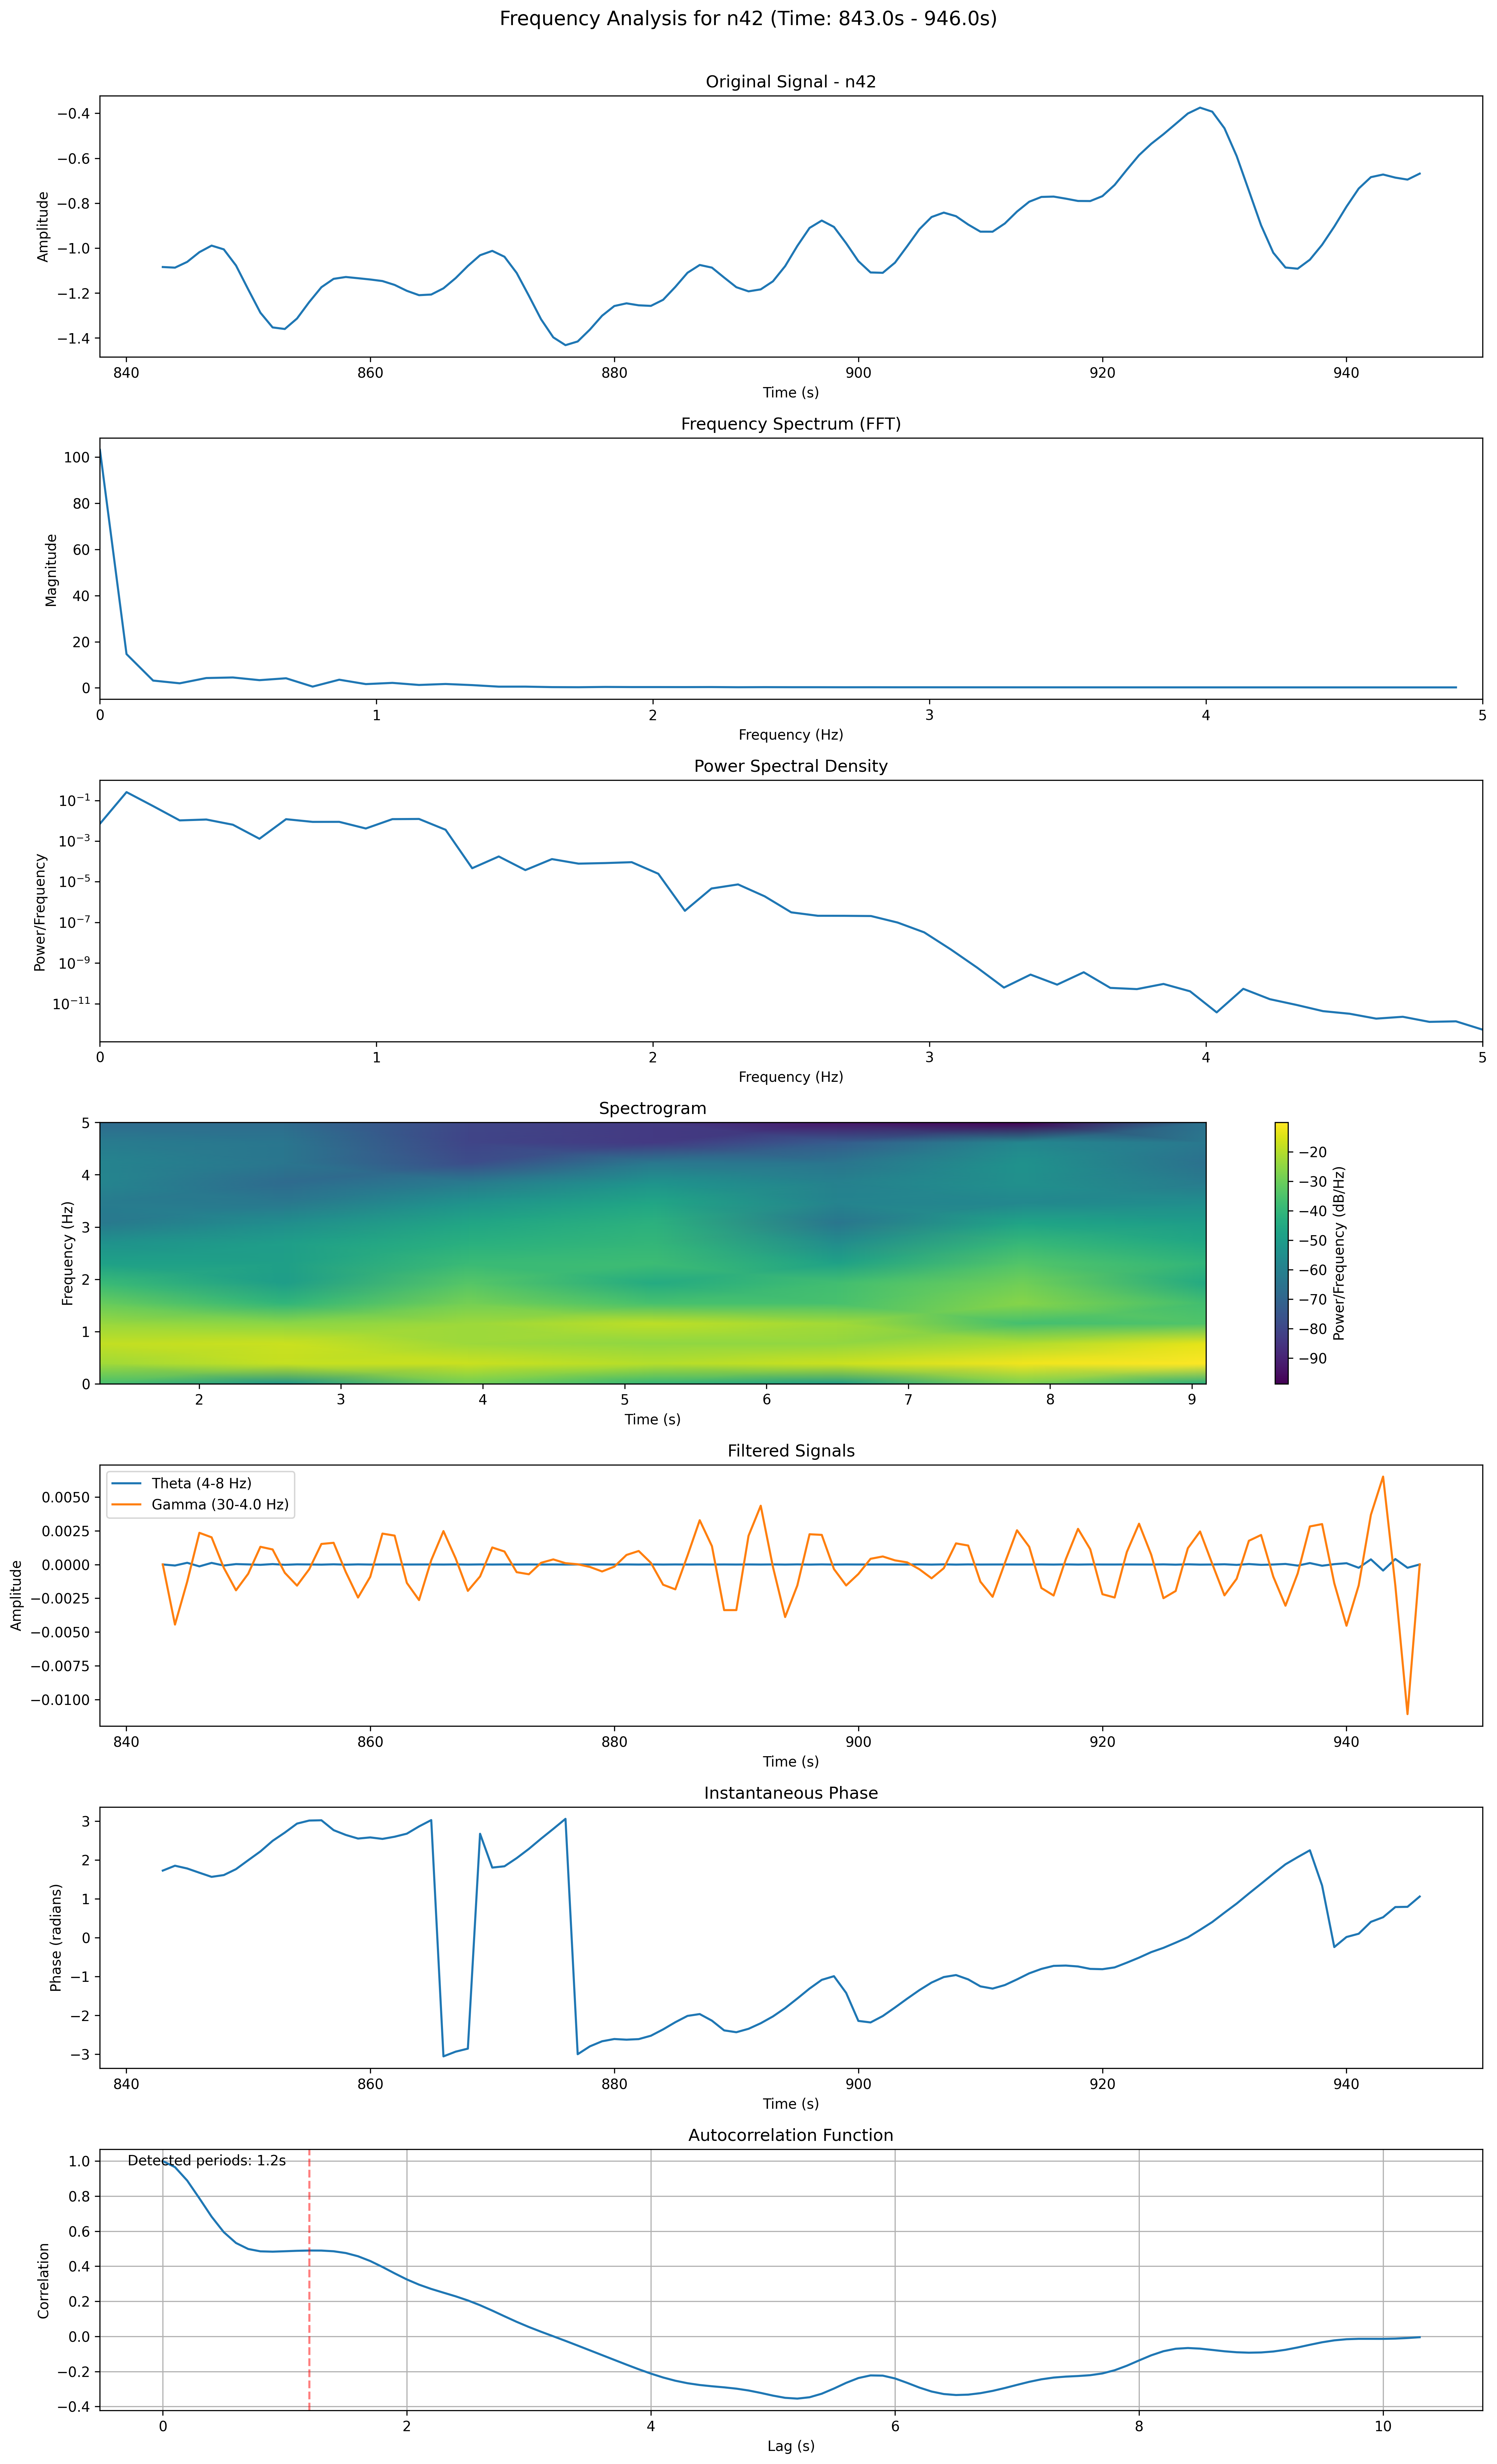 Frequency Analysis for n42 (Time: 843.0s - 946.0s)
Original Signal - n42
Amplitude
−0.4
−0.6
−0.8
−1.0
−1.2
−1.4
840 860 880 900 920 940
Time (s)
Frequency Spectrum (FFT)
Magnitude
100
80
60
40
20
0
0 1 2 3 4 5
Frequency (Hz)
Power Spectral Density
Power/Frequency
10⁻¹
10⁻³
10⁻⁵
10⁻⁷
10⁻⁹
10⁻¹¹
0 1 2 3 4 5
Frequency (Hz)
Spectrogram
Frequency (Hz)
5
4
3
2
1
0
2 3 4 5 6 7 8 9
Time (s)
−20
−30
−40
−50
−60
−70
−80
−90
Power/Frequency (dB/Hz)
Filtered Signals
Theta (4-8 Hz)
Gamma (30-4.0 Hz)
Amplitude
0.0050
0.0025
0.0000
−0.0025
−0.0050
−0.0075
−0.0100
840 860 880 900 920 940
Time (s)
Instantaneous Phase
Phase (radians)
3
2
1
0
−1
−2
−3
840 860 880 900 920 940
Time (s)
Autocorrelation Function
Detected periods: 1.2s
Correlation
1.0
0.8
0.6
0.4
0.2
0.0
−0.2
−0.4
0 2 4 6 8 10
Lag (s)